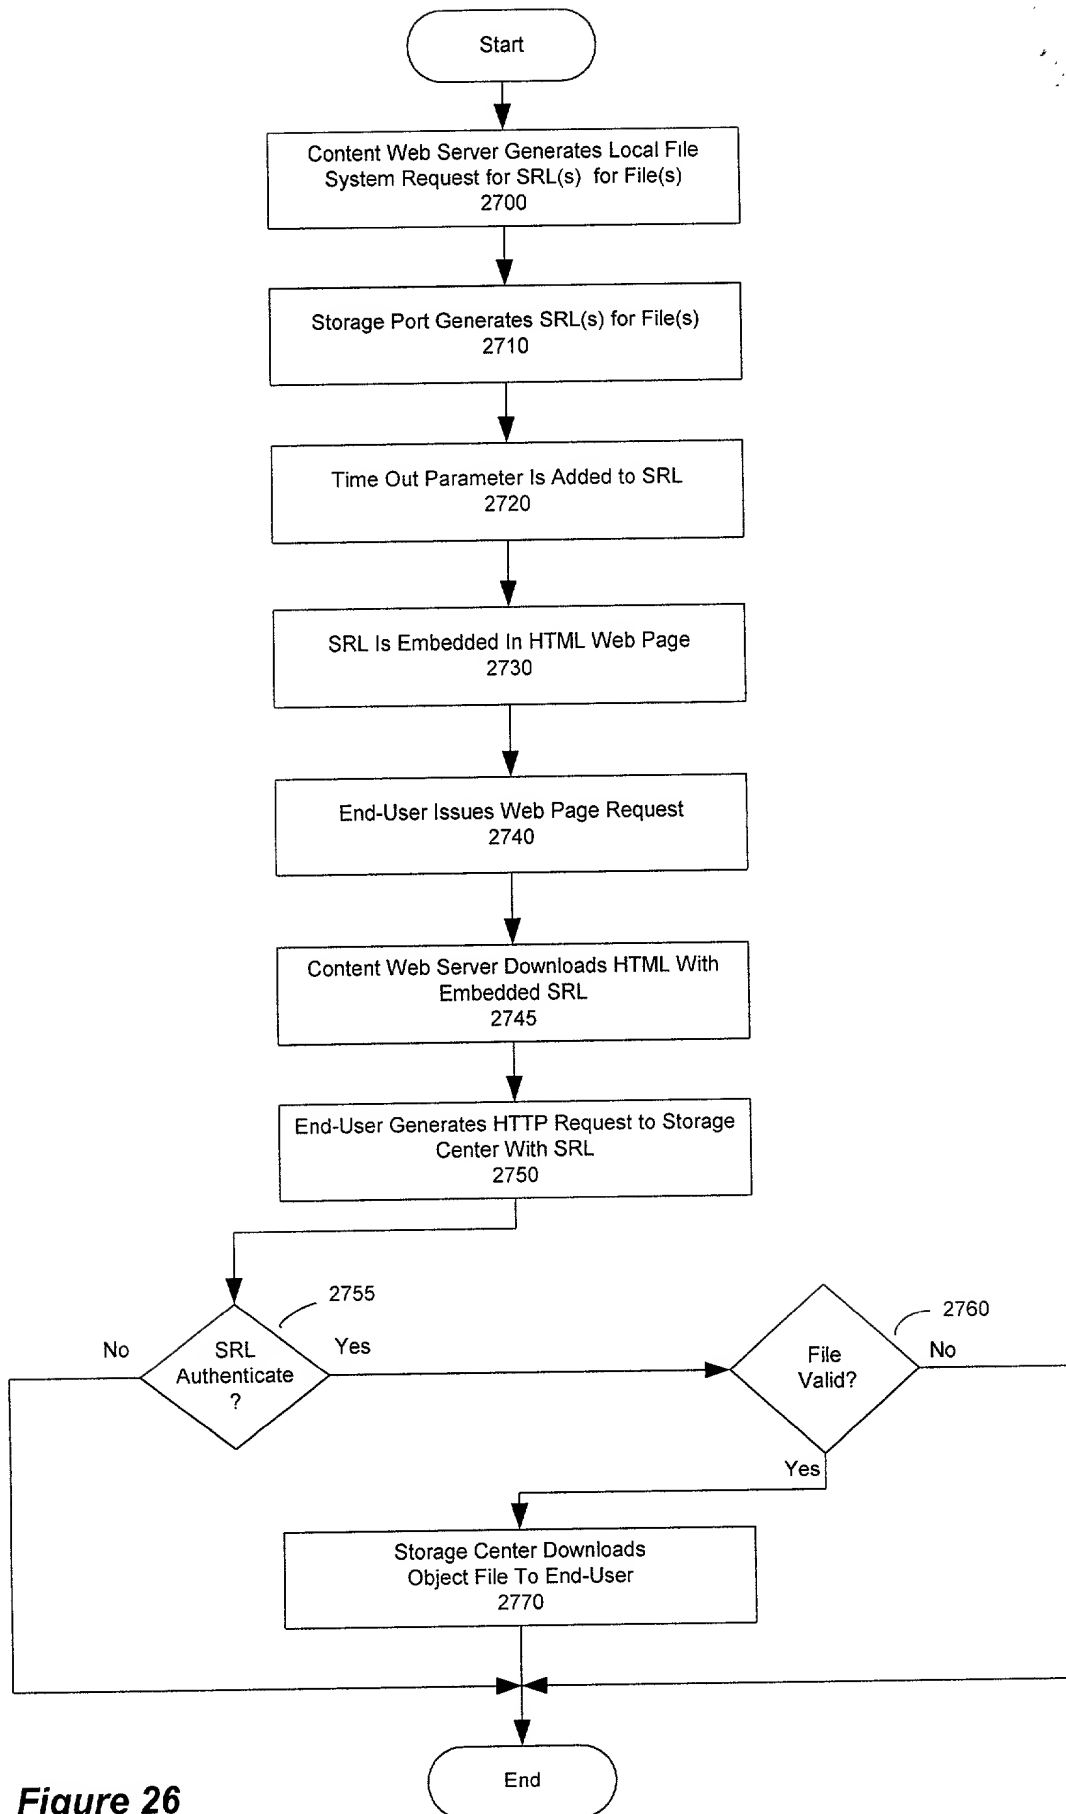 Start
Content Web Server Generates Local File
System Request for SRL(s) for File(s)
2700
Storage Port Generates SRL(s) for File(s)
2710
Time Out Parameter Is Added to SRL
2720
SRL Is Embedded In HTML Web Page
2730
End-User Issues Web Page Request
2740
Content Web Server Downloads HTML With
Embedded SRL
2745
End-User Generates HTTP Request to Storage
Center With SRL
2750
2755
2760
No
SRL
Authenticate
?
Yes
File
Valid?
No
Yes
Storage Center Downloads
Object File To End-User
2770
End
Figure 26